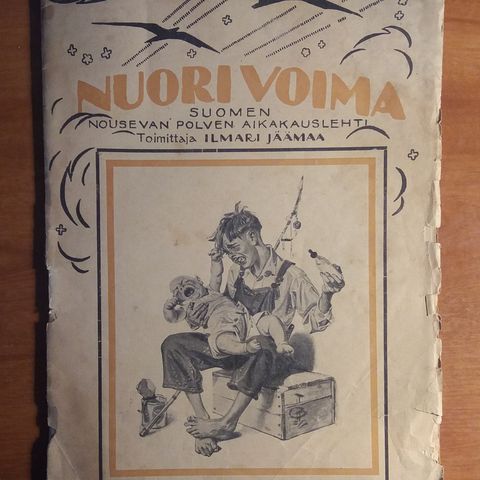 NUORI VOIMA
SUOMEN
NOUSEVAN POLVEN AIKAKAUSLEHTI
Toimittaja ILMARI JÄÄMAA